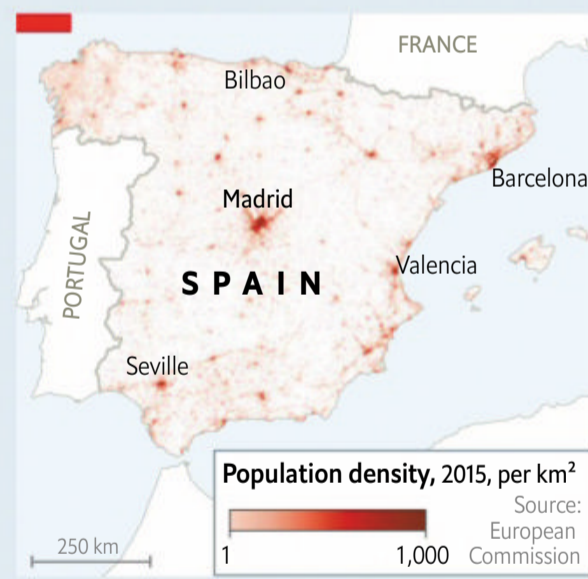 FRANCE
Bilbao
Barcelona
Madrid
PORTUGAL
Valencia
SPAIN
Seville
Population density, 2015, per km²
Source:
European
Commission
1
1,000
250 km